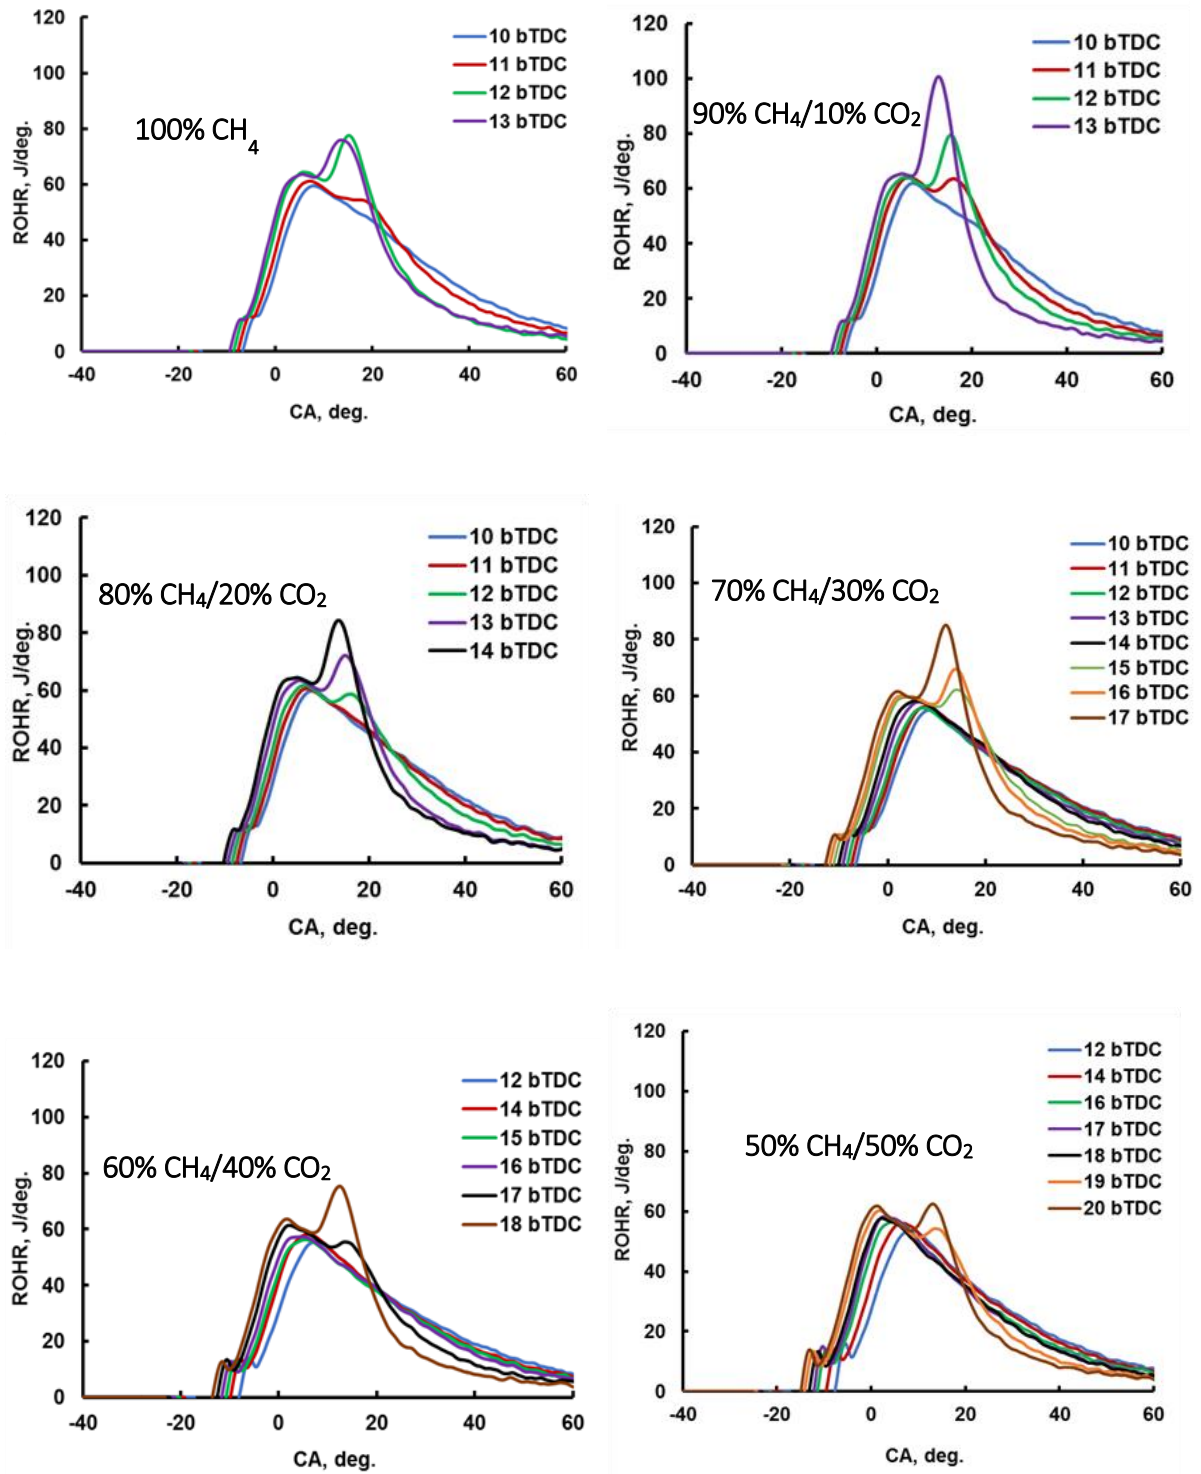 120
100
80
60
40
20
0
ROHR, J/deg.
-40 -20 0 20 40 60
CA, deg.
100% CH₄
10 bTDC
11 bTDC
12 bTDC
13 bTDC
120
100
80
60
40
20
0
ROHR, J/deg.
-40 -20 0 20 40 60
CA, deg.
90% CH₄/10% CO₂
10 bTDC
11 bTDC
12 bTDC
13 bTDC
120
100
80
60
40
20
0
ROHR, J/deg.
-40 -20 0 20 40 60
CA, deg.
80% CH₄/20% CO₂
10 bTDC
11 bTDC
12 bTDC
13 bTDC
14 bTDC
120
100
80
60
40
20
0
ROHR, J/deg.
-40 -20 0 20 40 60
CA, deg.
70% CH₄/30% CO₂
10 bTDC
11 bTDC
12 bTDC
13 bTDC
14 bTDC
15 bTDC
16 bTDC
17 bTDC
120
100
80
60
40
20
0
ROHR, J/deg.
-40 -20 0 20 40 60
CA, deg.
60% CH₄/40% CO₂
12 bTDC
14 bTDC
15 bTDC
16 bTDC
17 bTDC
18 bTDC
120
100
80
60
40
20
0
ROHR, J/deg.
-40 -20 0 20 40 60
CA, deg.
50% CH₄/50% CO₂
12 bTDC
14 bTDC
16 bTDC
17 bTDC
18 bTDC
19 bTDC
20 bTDC